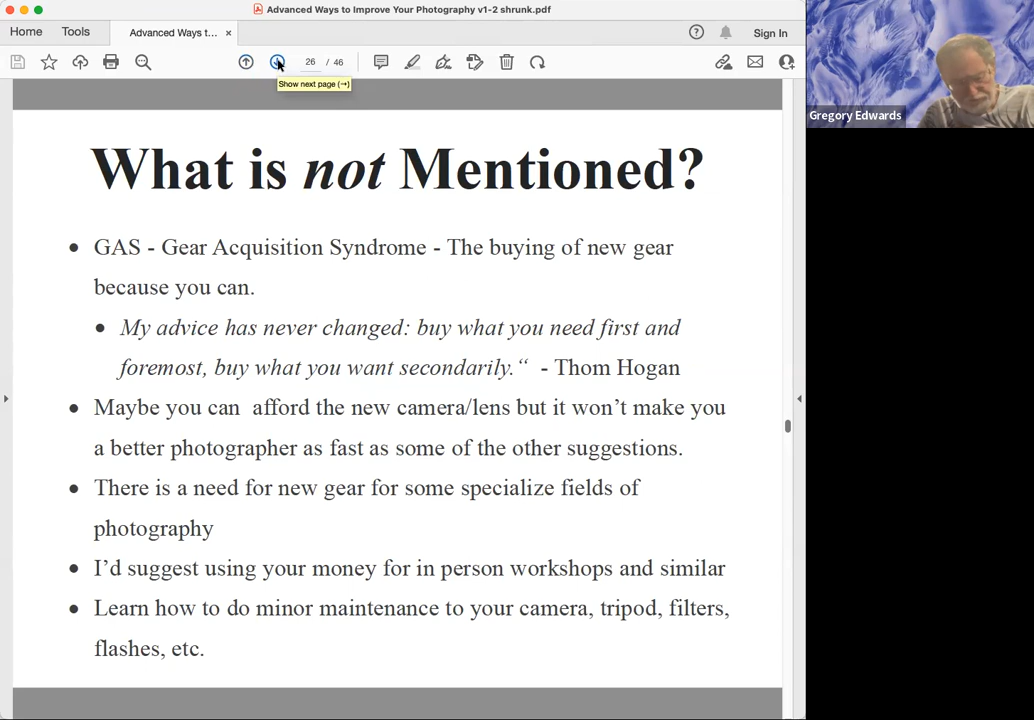 Advanced Ways to Improve Your Photography v1-2 shrunk.pdf
Home Tools Advanced Ways t... × Sign In
26 / 46
Show next page (→)
Gregory Edwards
What is not Mentioned?
• GAS - Gear Acquisition Syndrome - The buying of new gear
because you can.
• My advice has never changed: buy what you need first and
foremost, buy what you want secondarily.“ - Thom Hogan
• Maybe you can afford the new camera/lens but it won’t make you
a better photographer as fast as some of the other suggestions.
• There is a need for new gear for some specialize fields of
photography
• I’d suggest using your money for in person workshops and similar
• Learn how to do minor maintenance to your camera, tripod, filters,
flashes, etc.